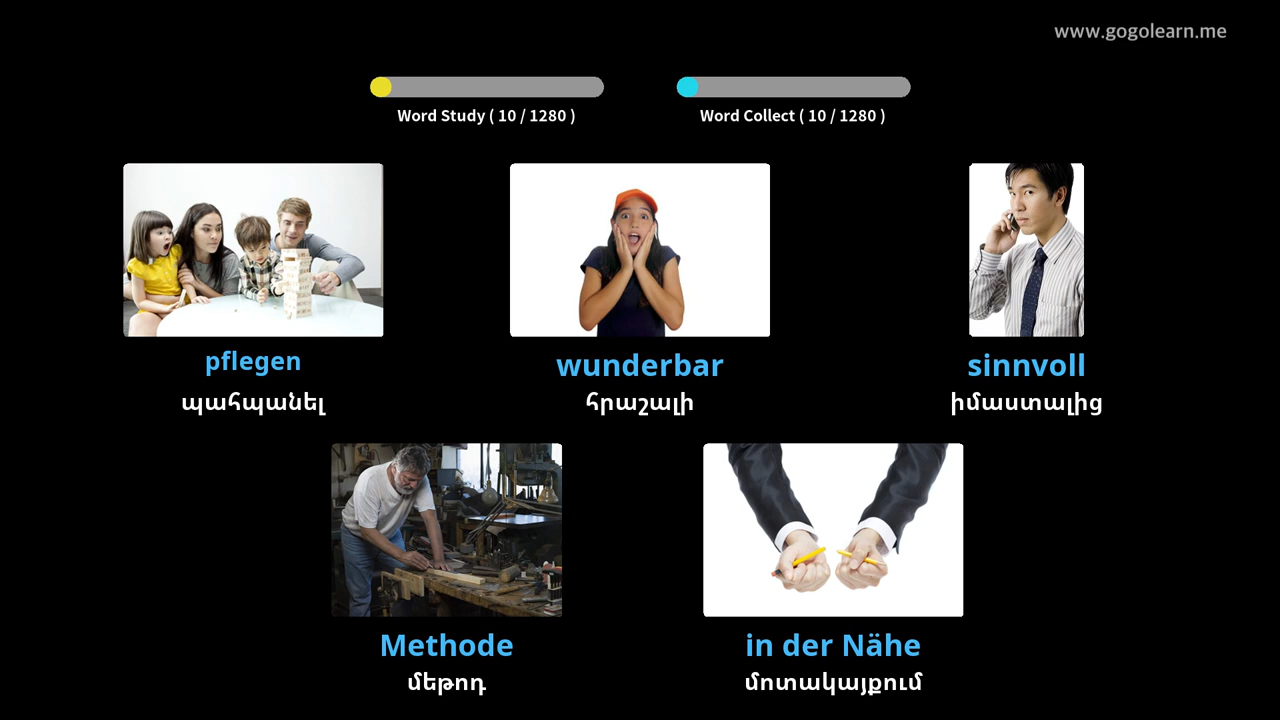 www.gogolearn.me
Word Study ( 10 / 1280 )
Word Collect ( 10 / 1280 )
pflegen
պահպանել
wunderbar
հրաշալի
sinnvoll
իմաստալից
Methode
մեթոդ
in der Nähe
մոտակայքում